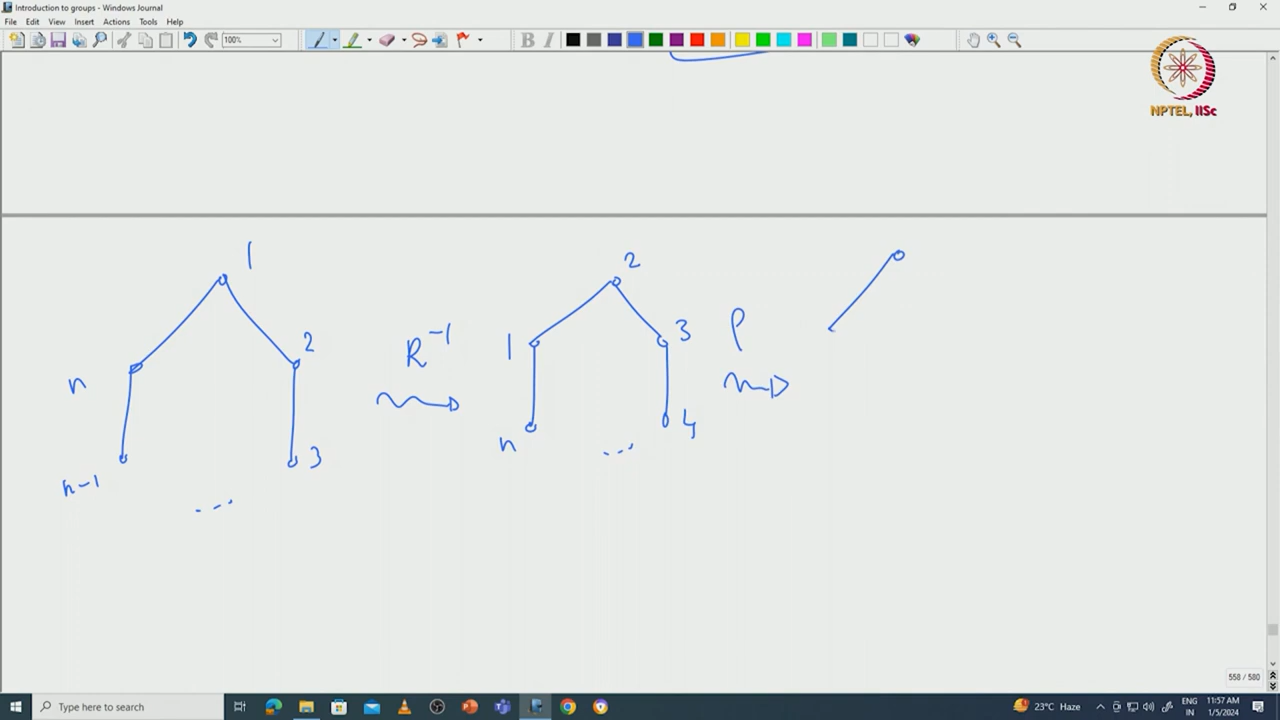 Introduction to groups - Windows Journal
File Edit View Insert Actions Tools Help
100%
B I
NPTEL, IISc
1
n
2
n-1
3
...
R⁻¹
2
1
3
n
4
...
ρ
558 / 580
Type here to search
23°C Haze
ENG
IN
11:57 AM
1/5/2024